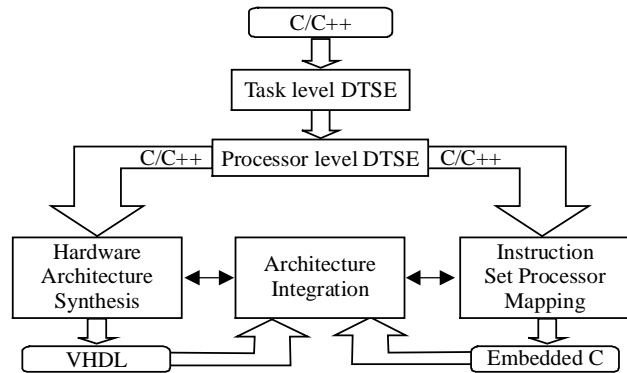 C/C++
Task level DTSE
C/C++
Processor level DTSE
C/C++
Hardware
Architecture
Synthesis
Architecture
Integration
Instruction
Set Processor
Mapping
VHDL
Embedded C